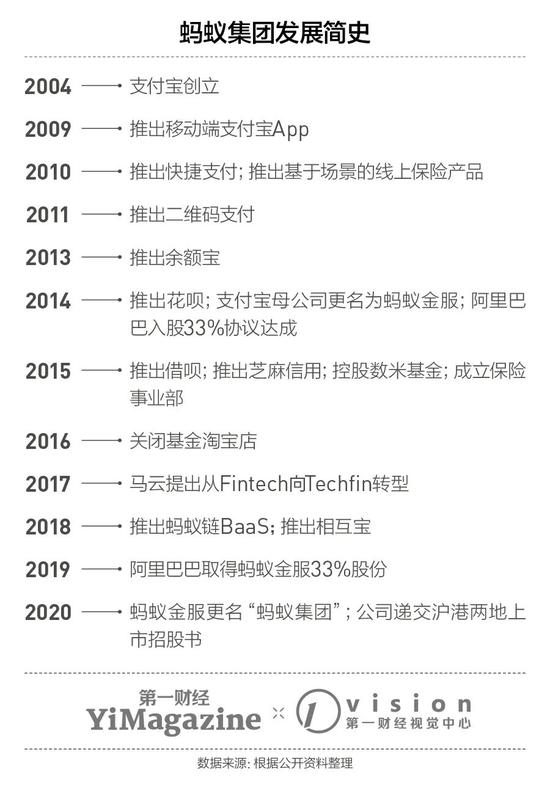 蚂蚁集团发展简史
2004 支付宝创立
2009 推出移动端支付宝App
2010 推出快捷支付；推出基于场景的线上保险产品
2011 推出二维码支付
2013 推出余额宝
2014 推出花呗；支付宝母公司更名为蚂蚁金服；阿里巴
巴入股33%协议达成
2015 推出借呗；推出芝麻信用；控股数米基金；成立保险
事业部
2016 关闭基金淘宝店
2017 马云提出从Fintech向Techfin转型
2018 推出蚂蚁链BaaS；推出相互宝
2019 阿里巴巴取得蚂蚁金服33%股份
2020 蚂蚁金服更名“蚂蚁集团”；公司递交沪港两地上
市招股书
第一财经
YiMagazine
vision
第一财经视觉中心
数据来源：根据公开资料整理